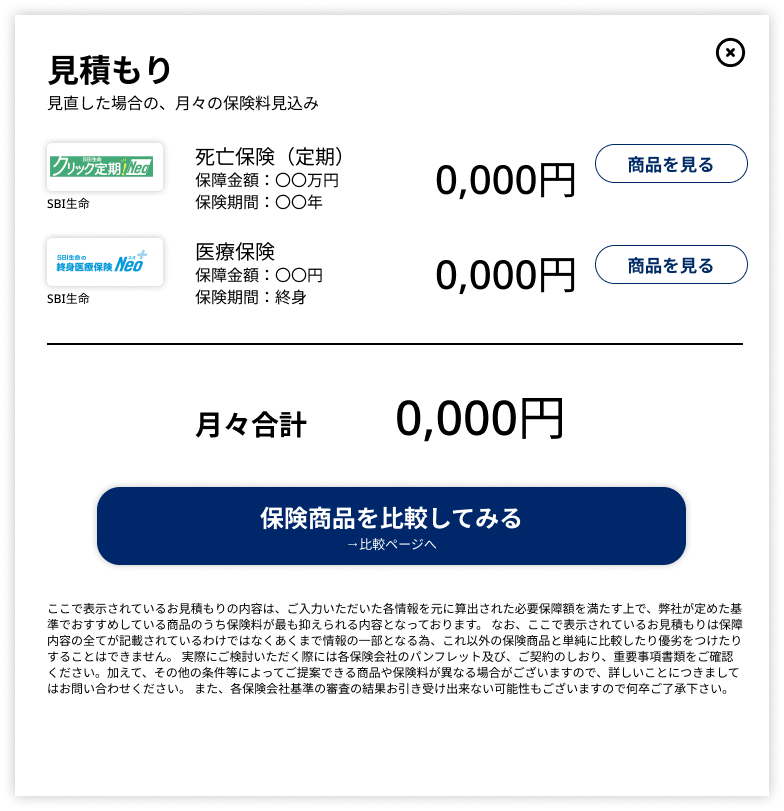 見積もり
見直した場合の、月々の保険料見込み
SBI生命
クリック定期!Neo
SBI生命
死亡保険（定期）
保障金額：〇〇万円
保険期間：〇〇年
0,000円
商品を見る
SBI生命の
終身医療保険 Neo
SBI生命
医療保険
保障金額：〇〇円
保険期間：終身
0,000円
商品を見る
月々合計
0,000円
保険商品を比較してみる
→比較ページへ
ここで表示されているお見積もりの内容は、ご入力いただいた各情報を元に算出された必要保障額を満たす上で、弊社が定めた基
準でおすすめしている商品のうち保険料が最も抑えられる内容となっております。 なお、ここで表示されているお見積もりは保障
内容の全てが記載されているわけではなくあくまで情報の一部となる為、これ以外の保険商品と単純に比較したり優劣をつけたり
することはできません。 実際にご検討いただく際には各保険会社のパンフレット及び、ご契約のしおり、重要事項書類をご確認
ください。加えて、その他の条件等によってご提案できる商品や保険料が異なる場合がございますので、詳しいことにつきまして
はお問い合わせください。 また、各保険会社基準の審査の結果お引き受け出来ない可能性もございますので何卒ご了承下さい。